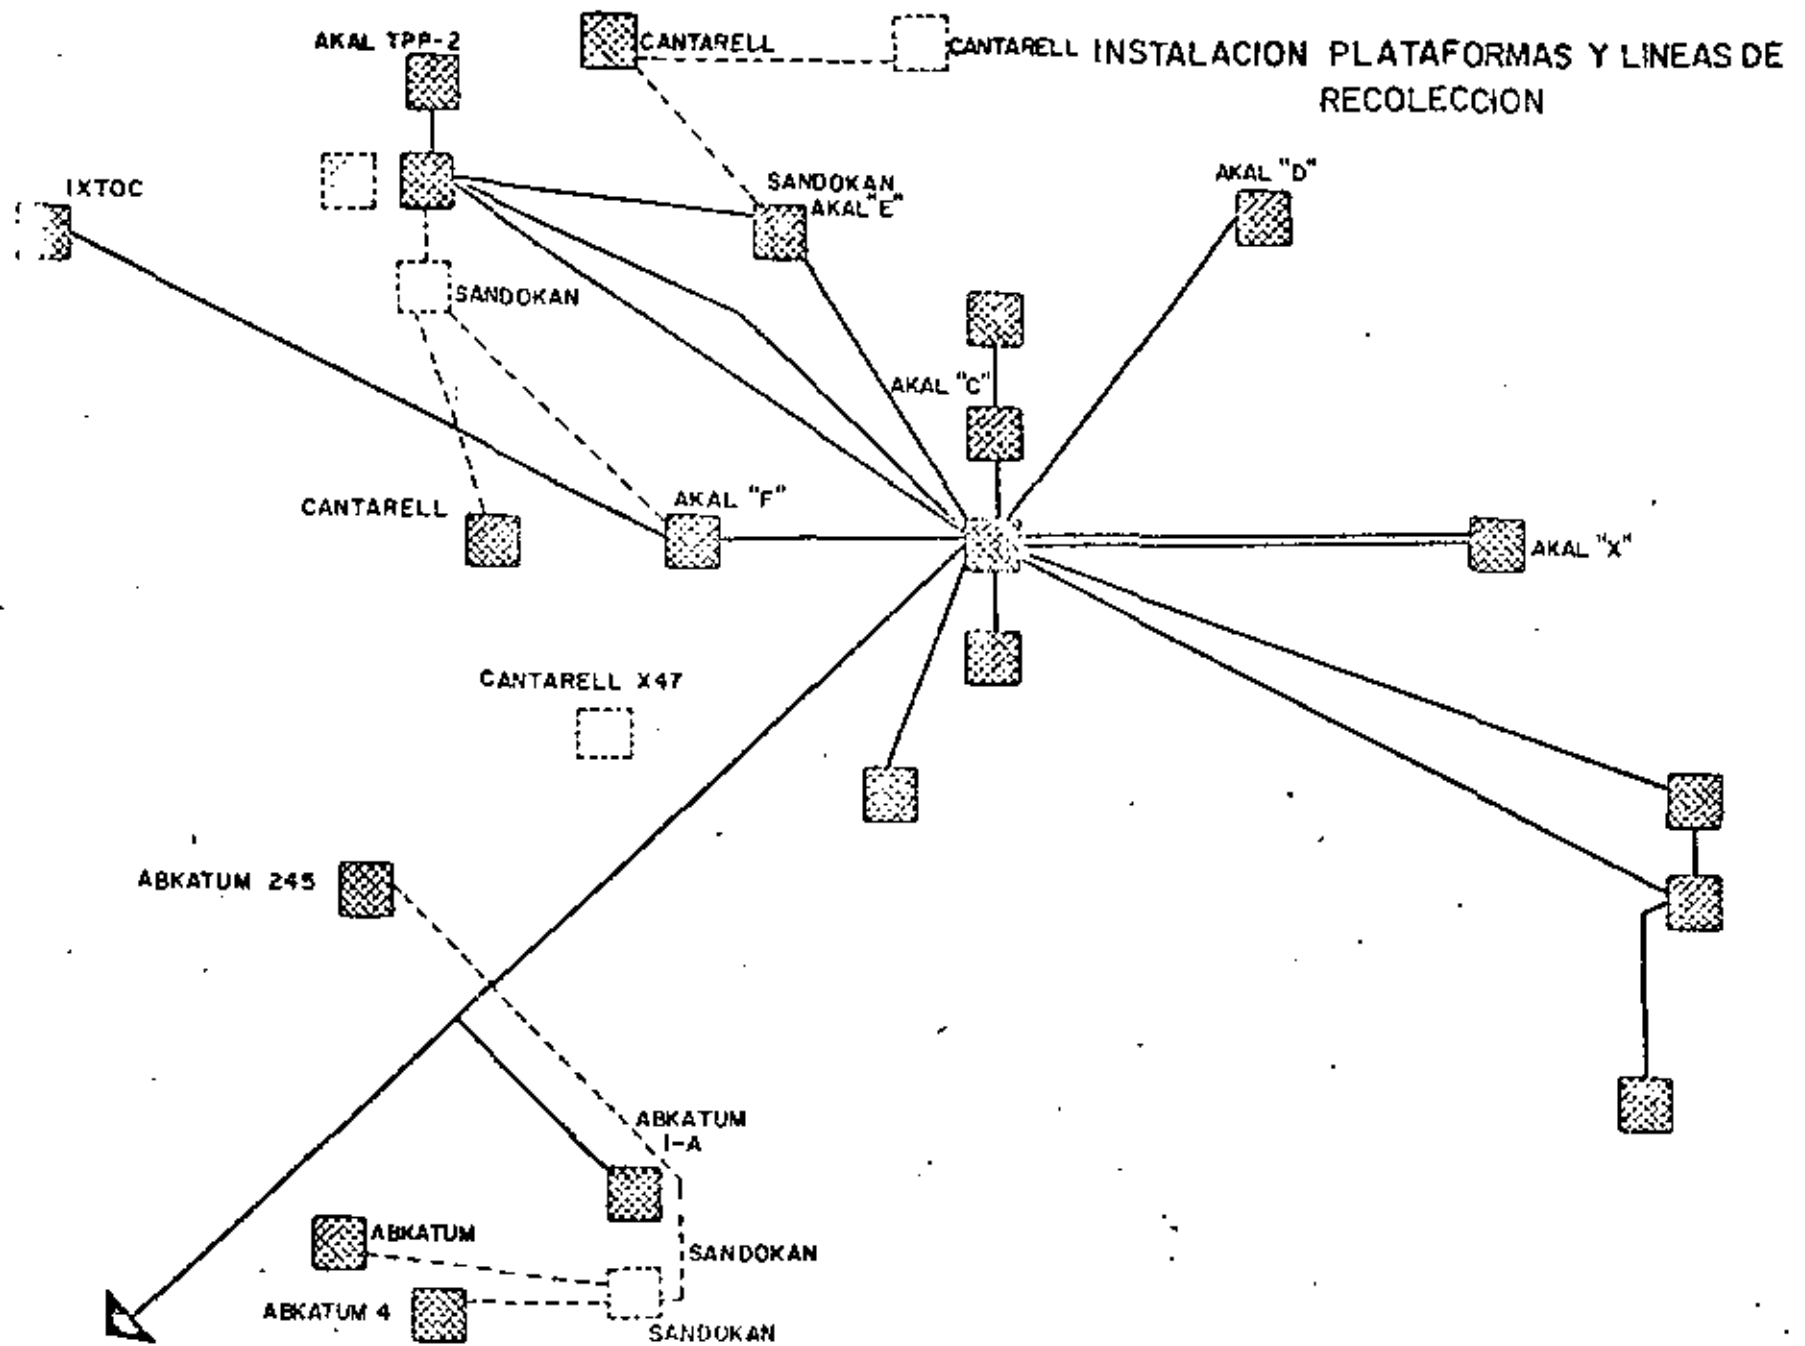 INSTALACION PLATAFORMAS Y LINEAS DE
RECOLECCION
AKAL TPP-2
CANTARELL
CANTARELL
IXTOC
SANDOKAN
AKAL "E"
AKAL "D"
SANDOKAN
AKAL "C"
CANTARELL
AKAL "F"
AKAL "X"
CANTARELL X47
ABKATUM 245
ABKATUM
1-A
ABKATUM
SANDOKAN
ABKATUM 4
SANDOKAN